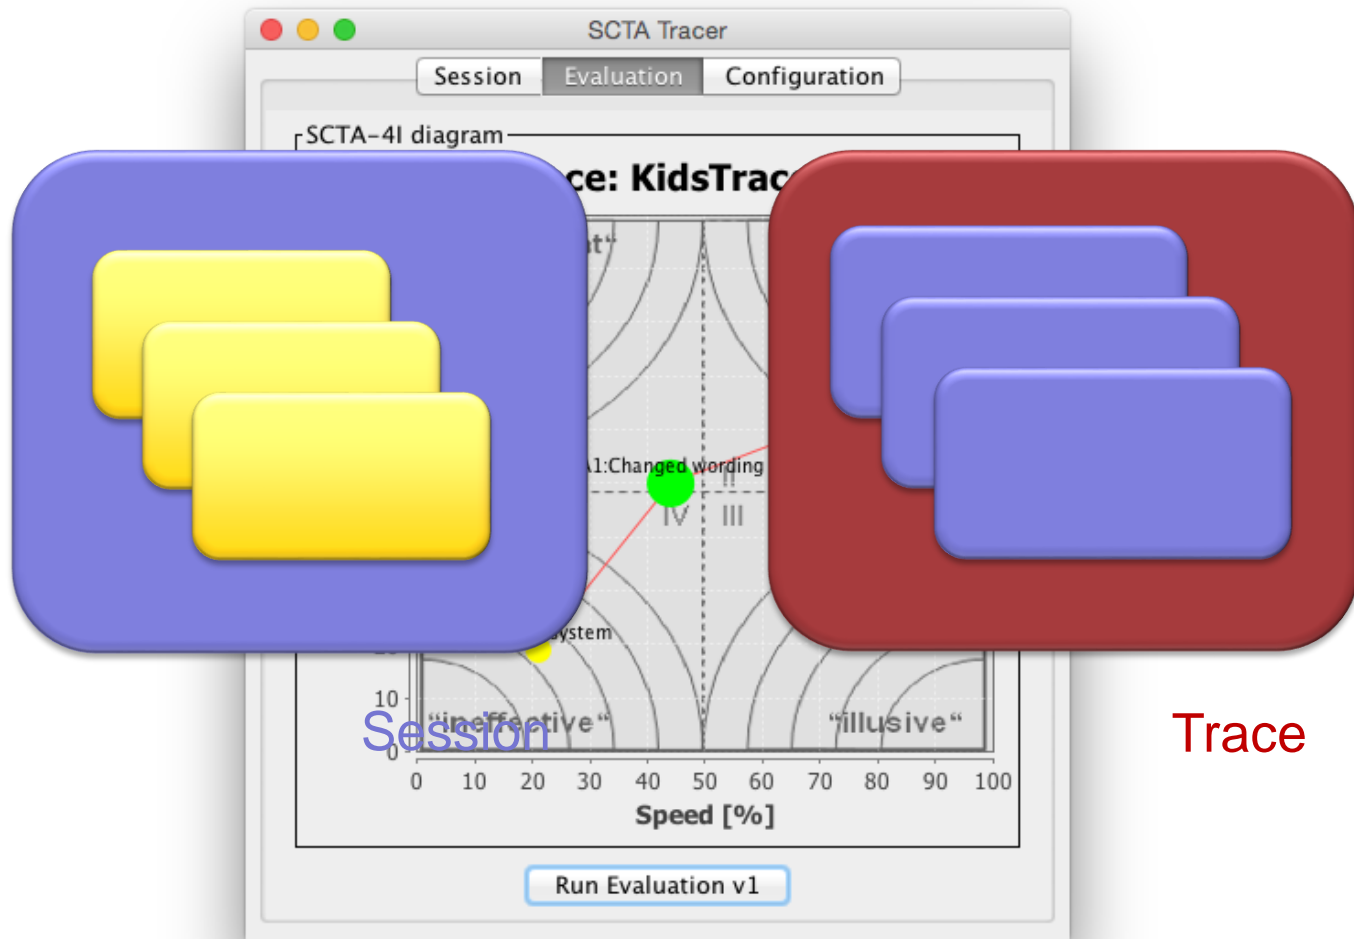 SCTA Tracer
Session Evaluation Configuration
SCTA-4I diagram
ce: KidsTrac
t“
A1:Changed wording
II
IV III
ystem
10
“ineffective“ “illusive“
Session Trace
0
0 10 20 30 40 50 60 70 80 90 100
Speed [%]
Run Evaluation v1